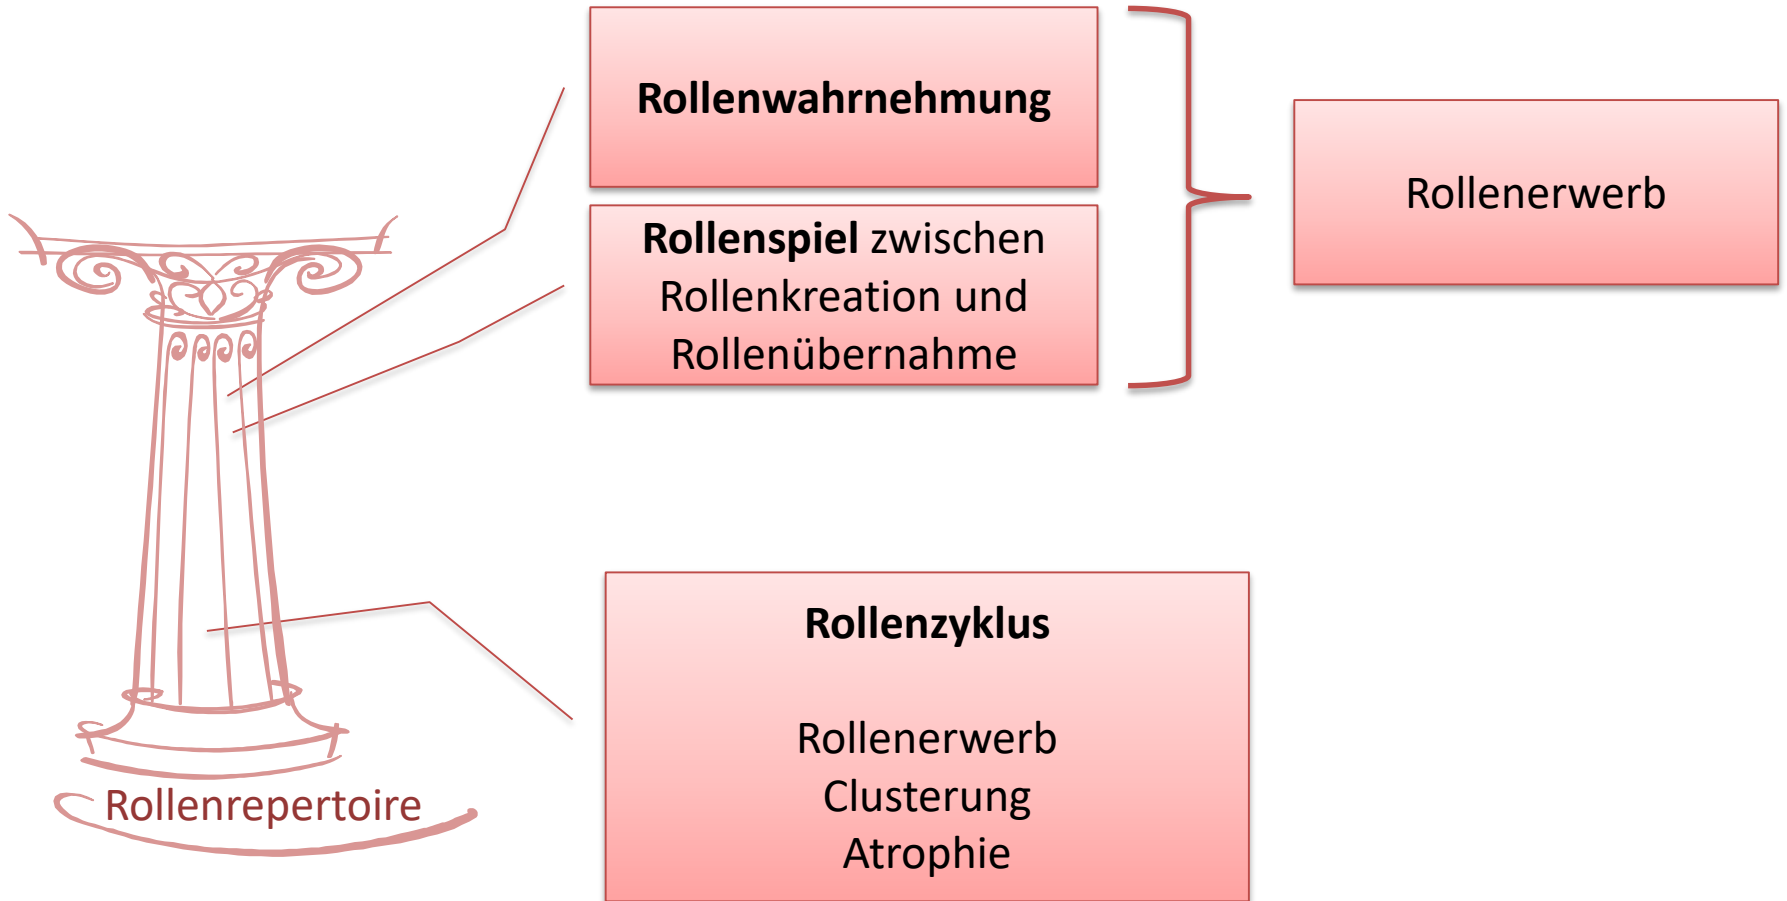 Rollenwahrnehmung
Rollenspiel zwischen
Rollenkreation und
Rollenübernahme
Rollenerwerb
Rollenzyklus
Rollenerwerb
Clusterung
Atrophie
Rollenrepertoire